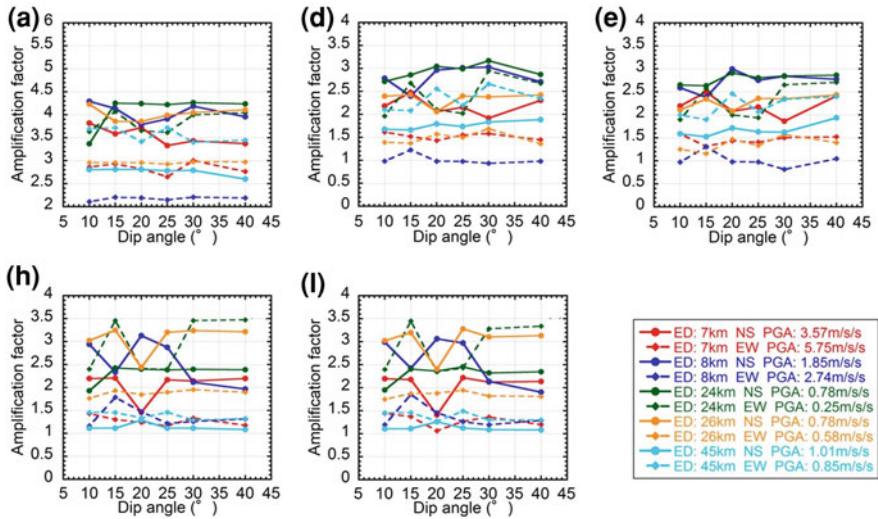 (a)
6
5.5
5
4.5
4
3.5
3
2.5
2
Amplification factor
5 10 15 20 25 30 35 40 45
Dip angle (° )
(d)
4
3.5
3
2.5
2
1.5
1
0.5
0
Amplification factor
5 10 15 20 25 30 35 40 45
Dip angle (° )
(e)
4
3.5
3
2.5
2
1.5
1
0.5
0
Amplification factor
5 10 15 20 25 30 35 40 45
Dip angle (° )
(h)
4
3.5
3
2.5
2
1.5
1
0.5
0
Amplification factor
5 10 15 20 25 30 35 40 45
Dip angle (° )
(l)
4
3.5
3
2.5
2
1.5
1
0.5
0
Amplification factor
5 10 15 20 25 30 35 40 45
Dip angle (° )
ED: 7km NS PGA: 3.57m/s/s
ED: 7km EW PGA: 5.75m/s/s
ED: 8km NS PGA: 1.85m/s/s
ED: 8km EW PGA: 2.74m/s/s
ED: 24km NS PGA: 0.78m/s/s
ED: 24km EW PGA: 0.25m/s/s
ED: 26km NS PGA: 0.78m/s/s
ED: 26km EW PGA: 0.58m/s/s
ED: 45km NS PGA: 1.01m/s/s
ED: 45km EW PGA: 0.85m/s/s